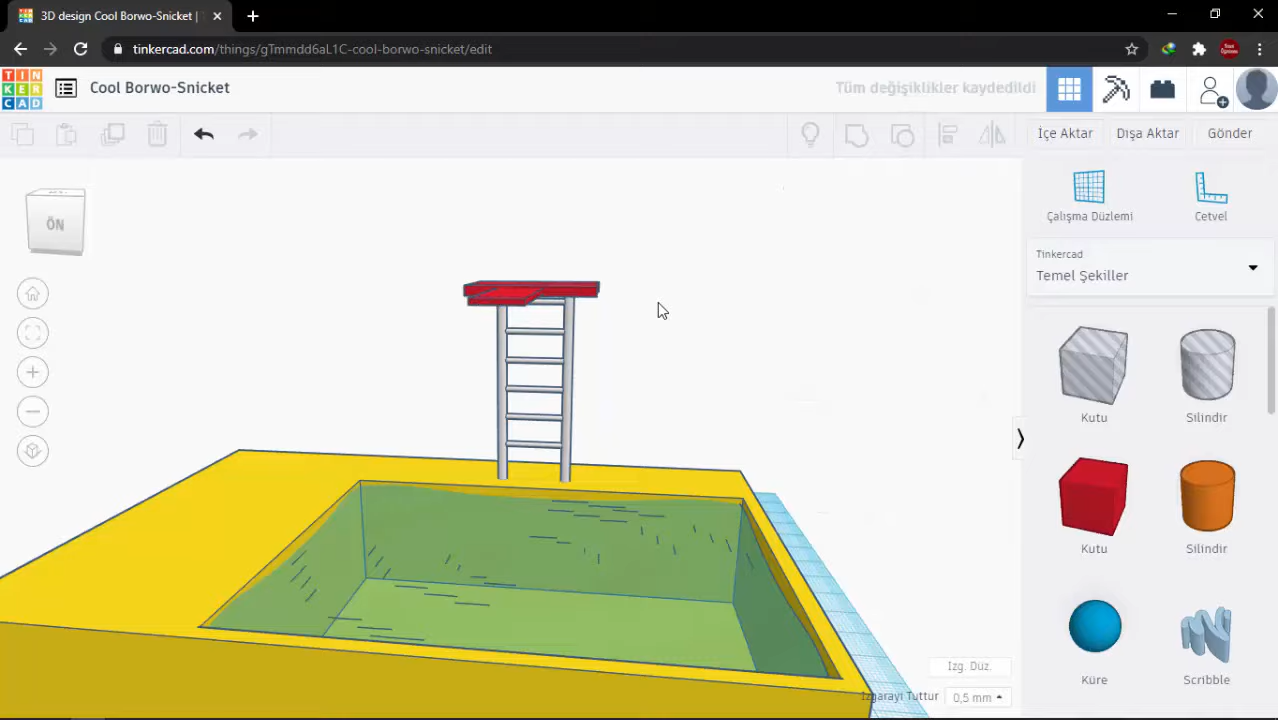 3D design Cool Borwo-Snicket |
tinkercad.com/things/gTmmdd6aL1C-cool-borwo-snicket/edit
TIN
KER
CAD
Cool Borwo-Snicket
Tüm değişiklikler kaydedildi
İçe Aktar
Dışa Aktar
Gönder
ÖN
Çalışma Düzlemi
Cetvel
Tinkercad
Temel Şekiller
Kutu
Silindir
Kutu
Silindir
Küre
Scribble
Izg. Düz.
Izgarayı Tuttur
0,5 mm